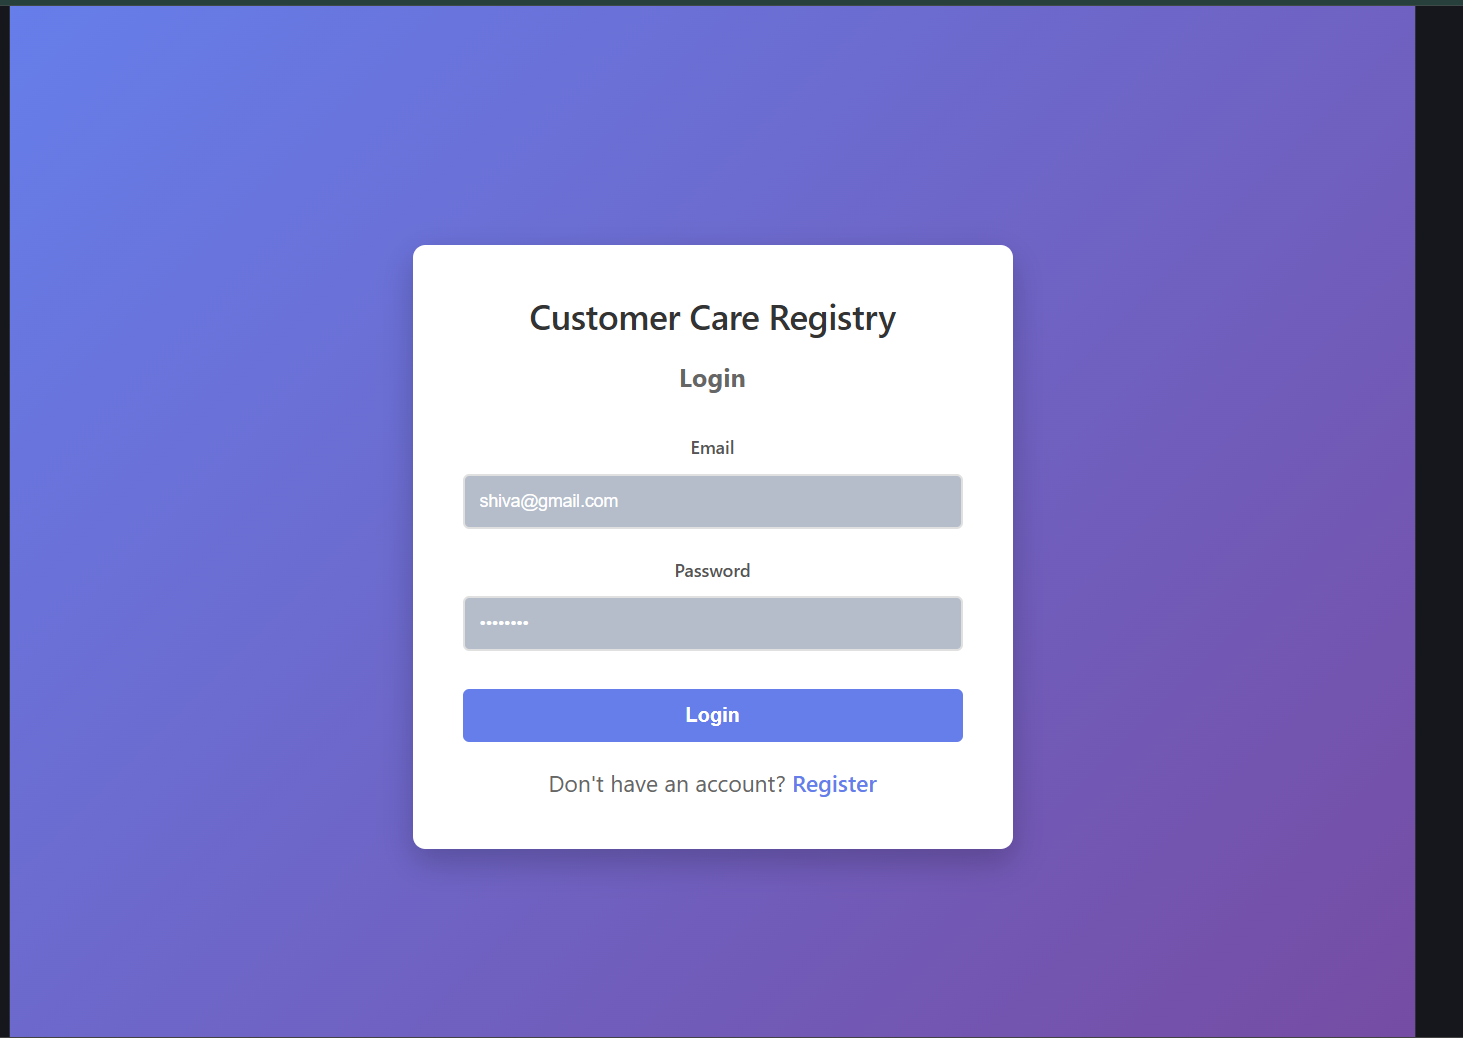 Customer Care Registry
Login
Email
shiva@gmail.com
Password
••••••••
Login
Don't have an account? Register